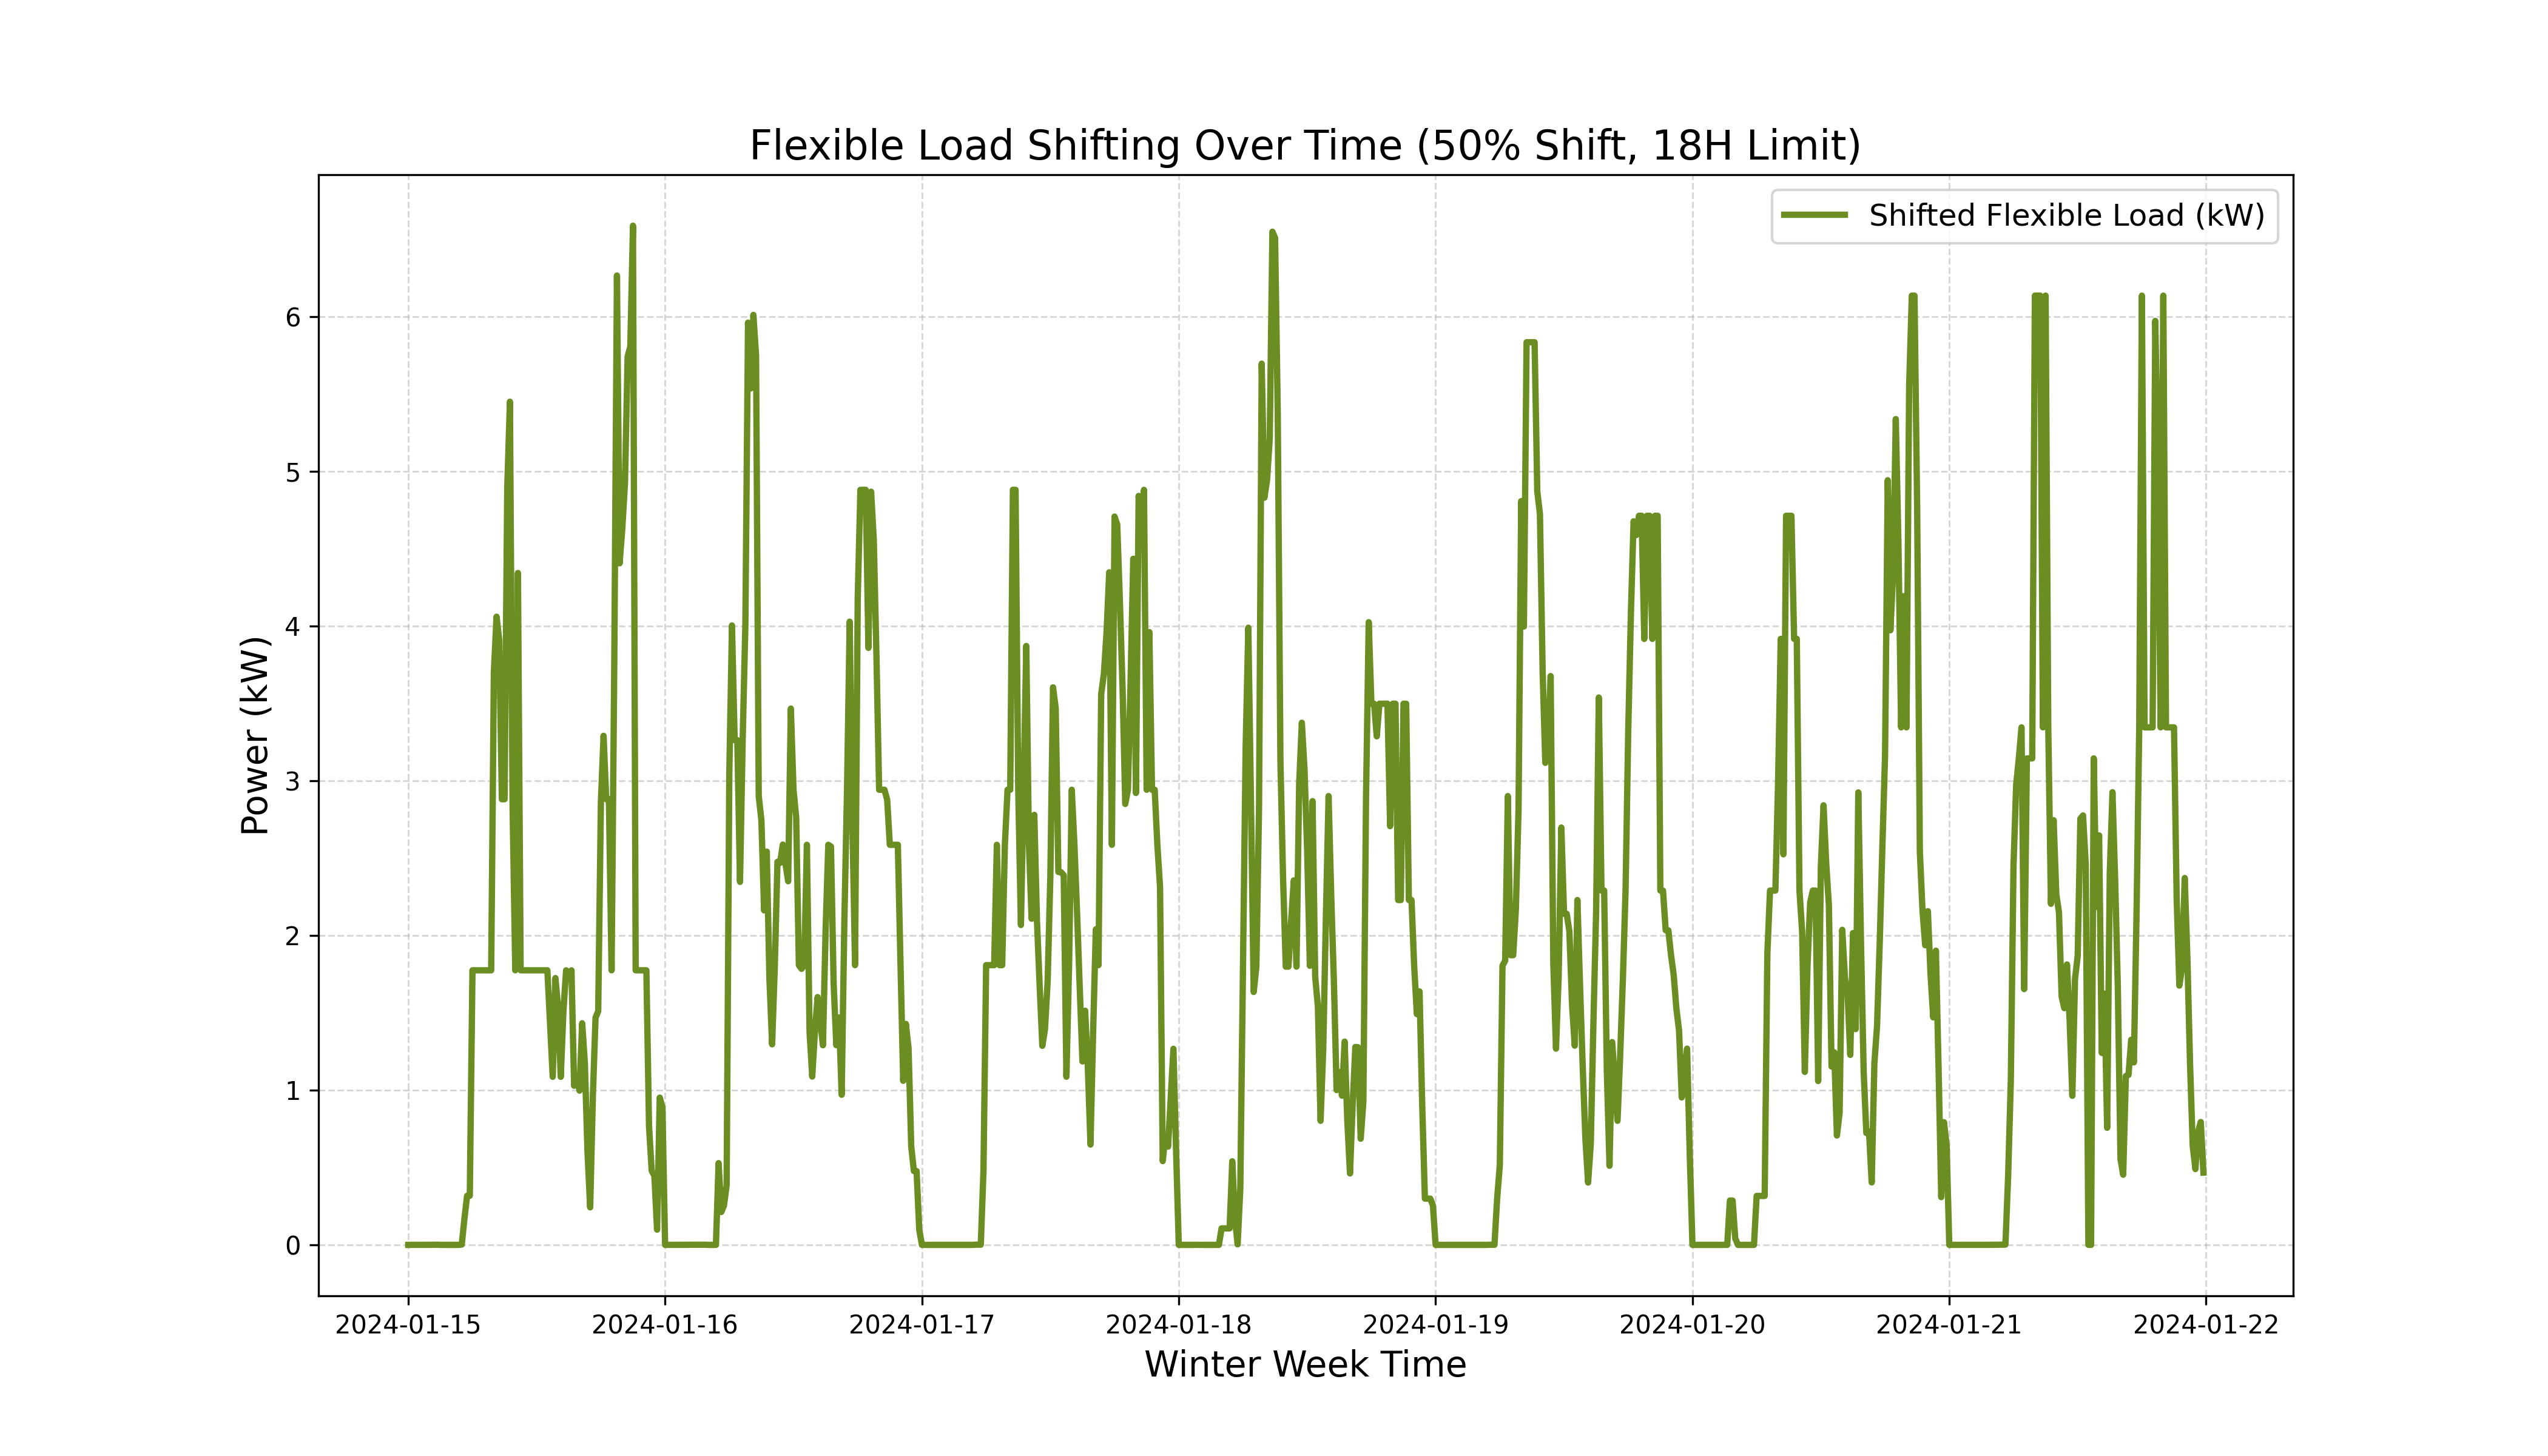 Flexible Load Shifting Over Time (50% Shift, 18H Limit)
Shifted Flexible Load (kW)
Power (kW)
6
5
4
3
2
1
0
2024-01-15 2024-01-16 2024-01-17 2024-01-18 2024-01-19 2024-01-20 2024-01-21 2024-01-22
Winter Week Time